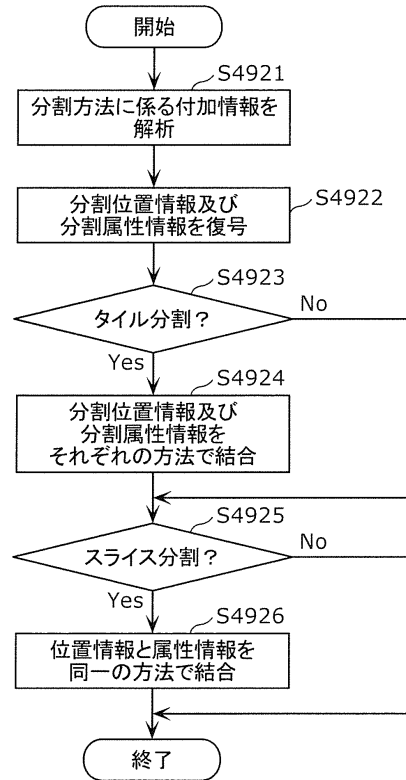 開始
S4921
分割方法に係る付加情報を
解析
S4922
分割位置情報及び
分割属性情報を復号
S4923
タイル分割?
No
Yes
S4924
分割位置情報及び
分割属性情報を
それぞれの方法で結合
S4925
スライス分割?
No
Yes
S4926
位置情報と属性情報を
同一の方法で結合
終了